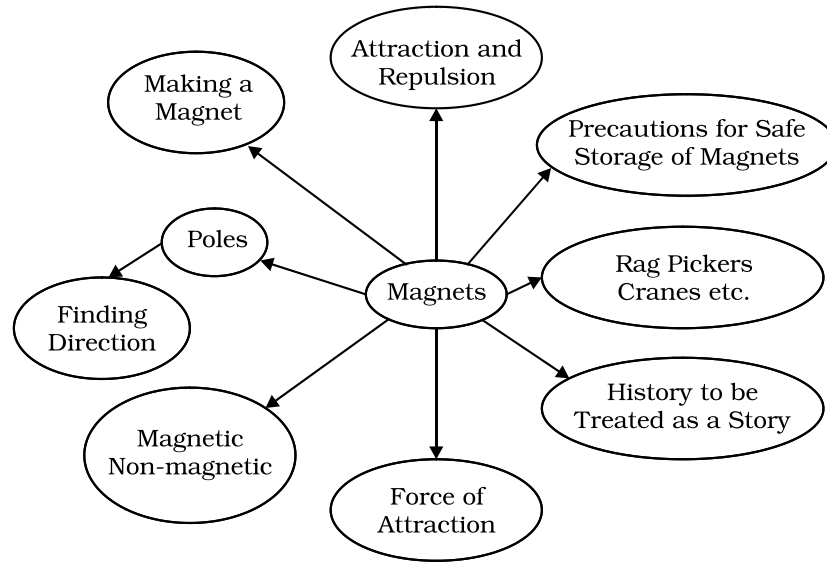 Attraction and
Repulsion
Making a
Magnet
Precautions for Safe
Storage of Magnets
Poles
Rag Pickers
Cranes etc.
Magnets
Finding
Direction
History to be
Treated as a Story
Magnetic
Non-magnetic
Force of
Attraction